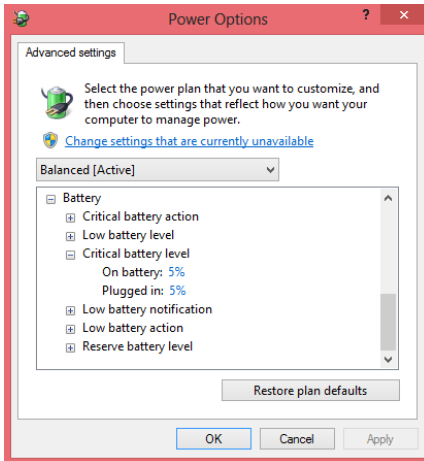 Power Options
?
×
Advanced settings
Select the power plan that you want to customize, and
then choose settings that reflect how you want your
computer to manage power.
Change settings that are currently unavailable
Balanced [Active]
Battery
Critical battery action
Low battery level
Critical battery level
On battery: 5%
Plugged in: 5%
Low battery notification
Low battery action
Reserve battery level
Restore plan defaults
OK
Cancel
Apply